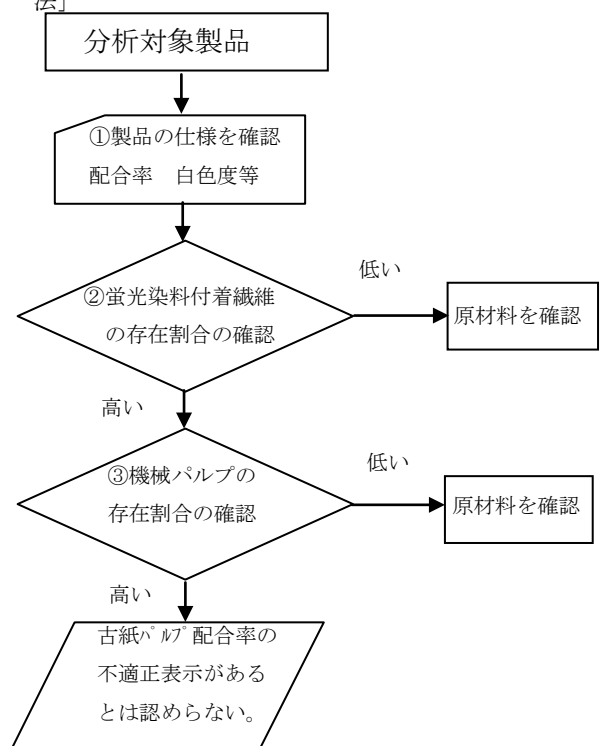 法」
分析対象製品
①製品の仕様を確認
配合率　白色度等
②蛍光染料付着繊維
の存在割合の確認
低い
原材料を確認
高い
③機械パルプの
存在割合の確認
低い
原材料を確認
高い
古紙ﾊﾟﾙﾌﾟ配合率の
不適正表示がある
とは認めらない。